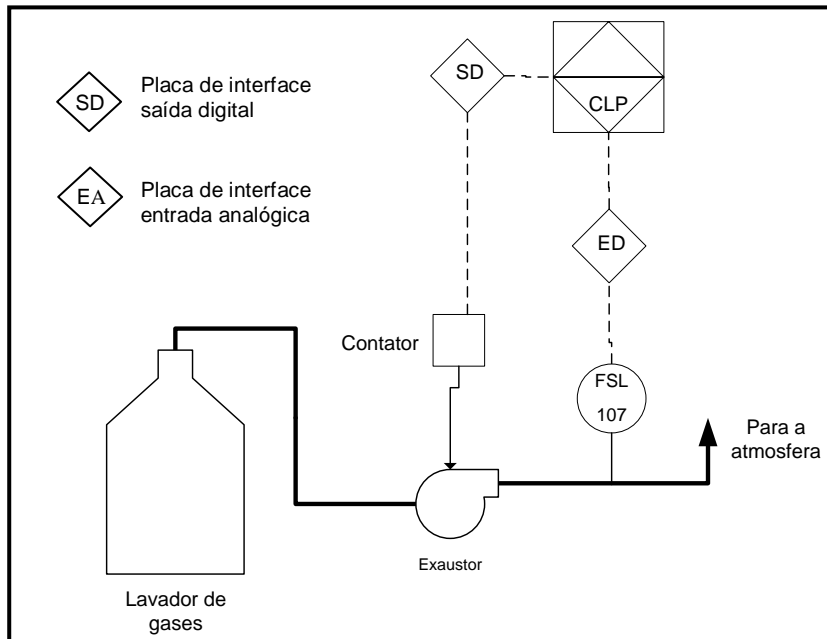 SD
Placa de interface
saída digital
EA
Placa de interface
entrada analógica
SD
CLP
ED
Contator
FSL
107
Para a
atmosfera
Exaustor
Lavador de
gases